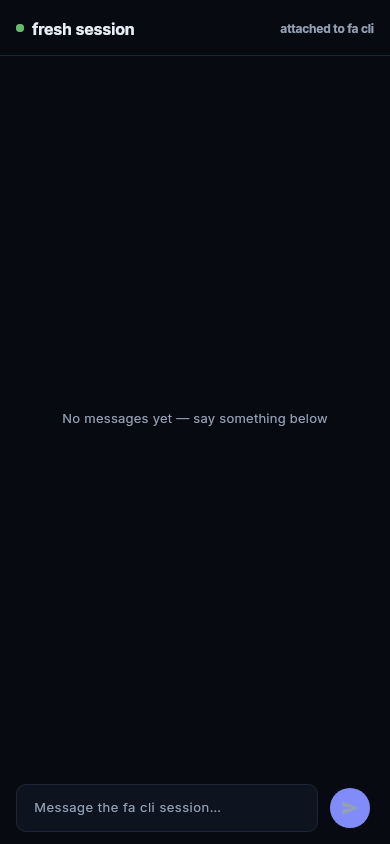 fresh session
attached to fa cli
No messages yet — say something below
Message the fa cli session...